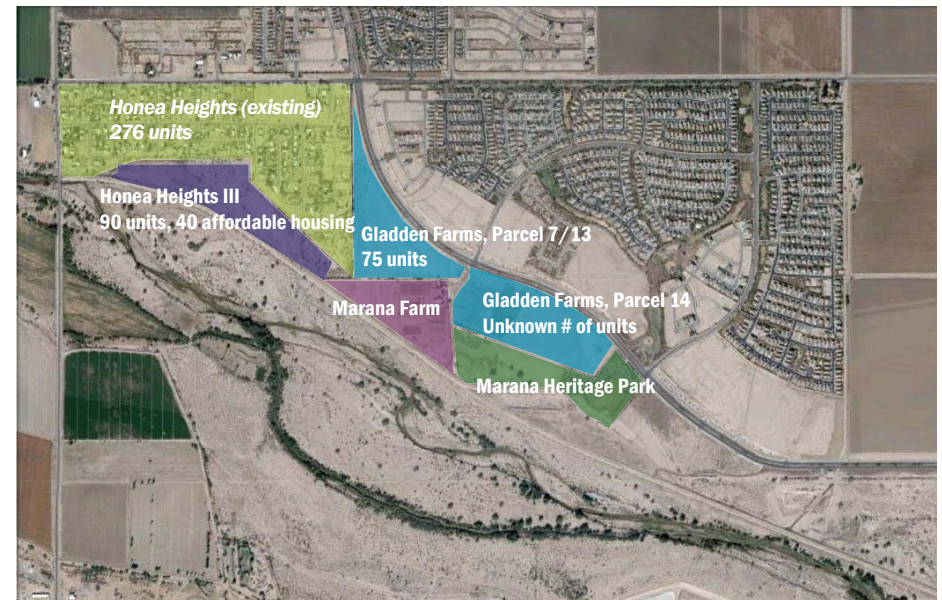 Honea Heights (existing)
276 units
Honea Heights III
90 units, 40 affordable housing
Gladden Farms, Parcel 7/13
75 units
Marana Farm
Gladden Farms, Parcel 14
Unknown # of units
Marana Heritage Park